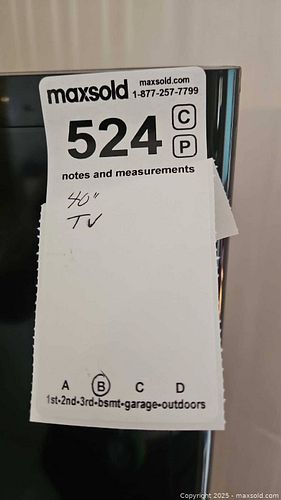 maxsold maxsold.com
1-877-257-7799
524 C
P
notes and measurements
40"
TV
A B C D
1st-2nd-3rd-bsmt-garage-outdoors
Copyright © 2025 - maxsold.com